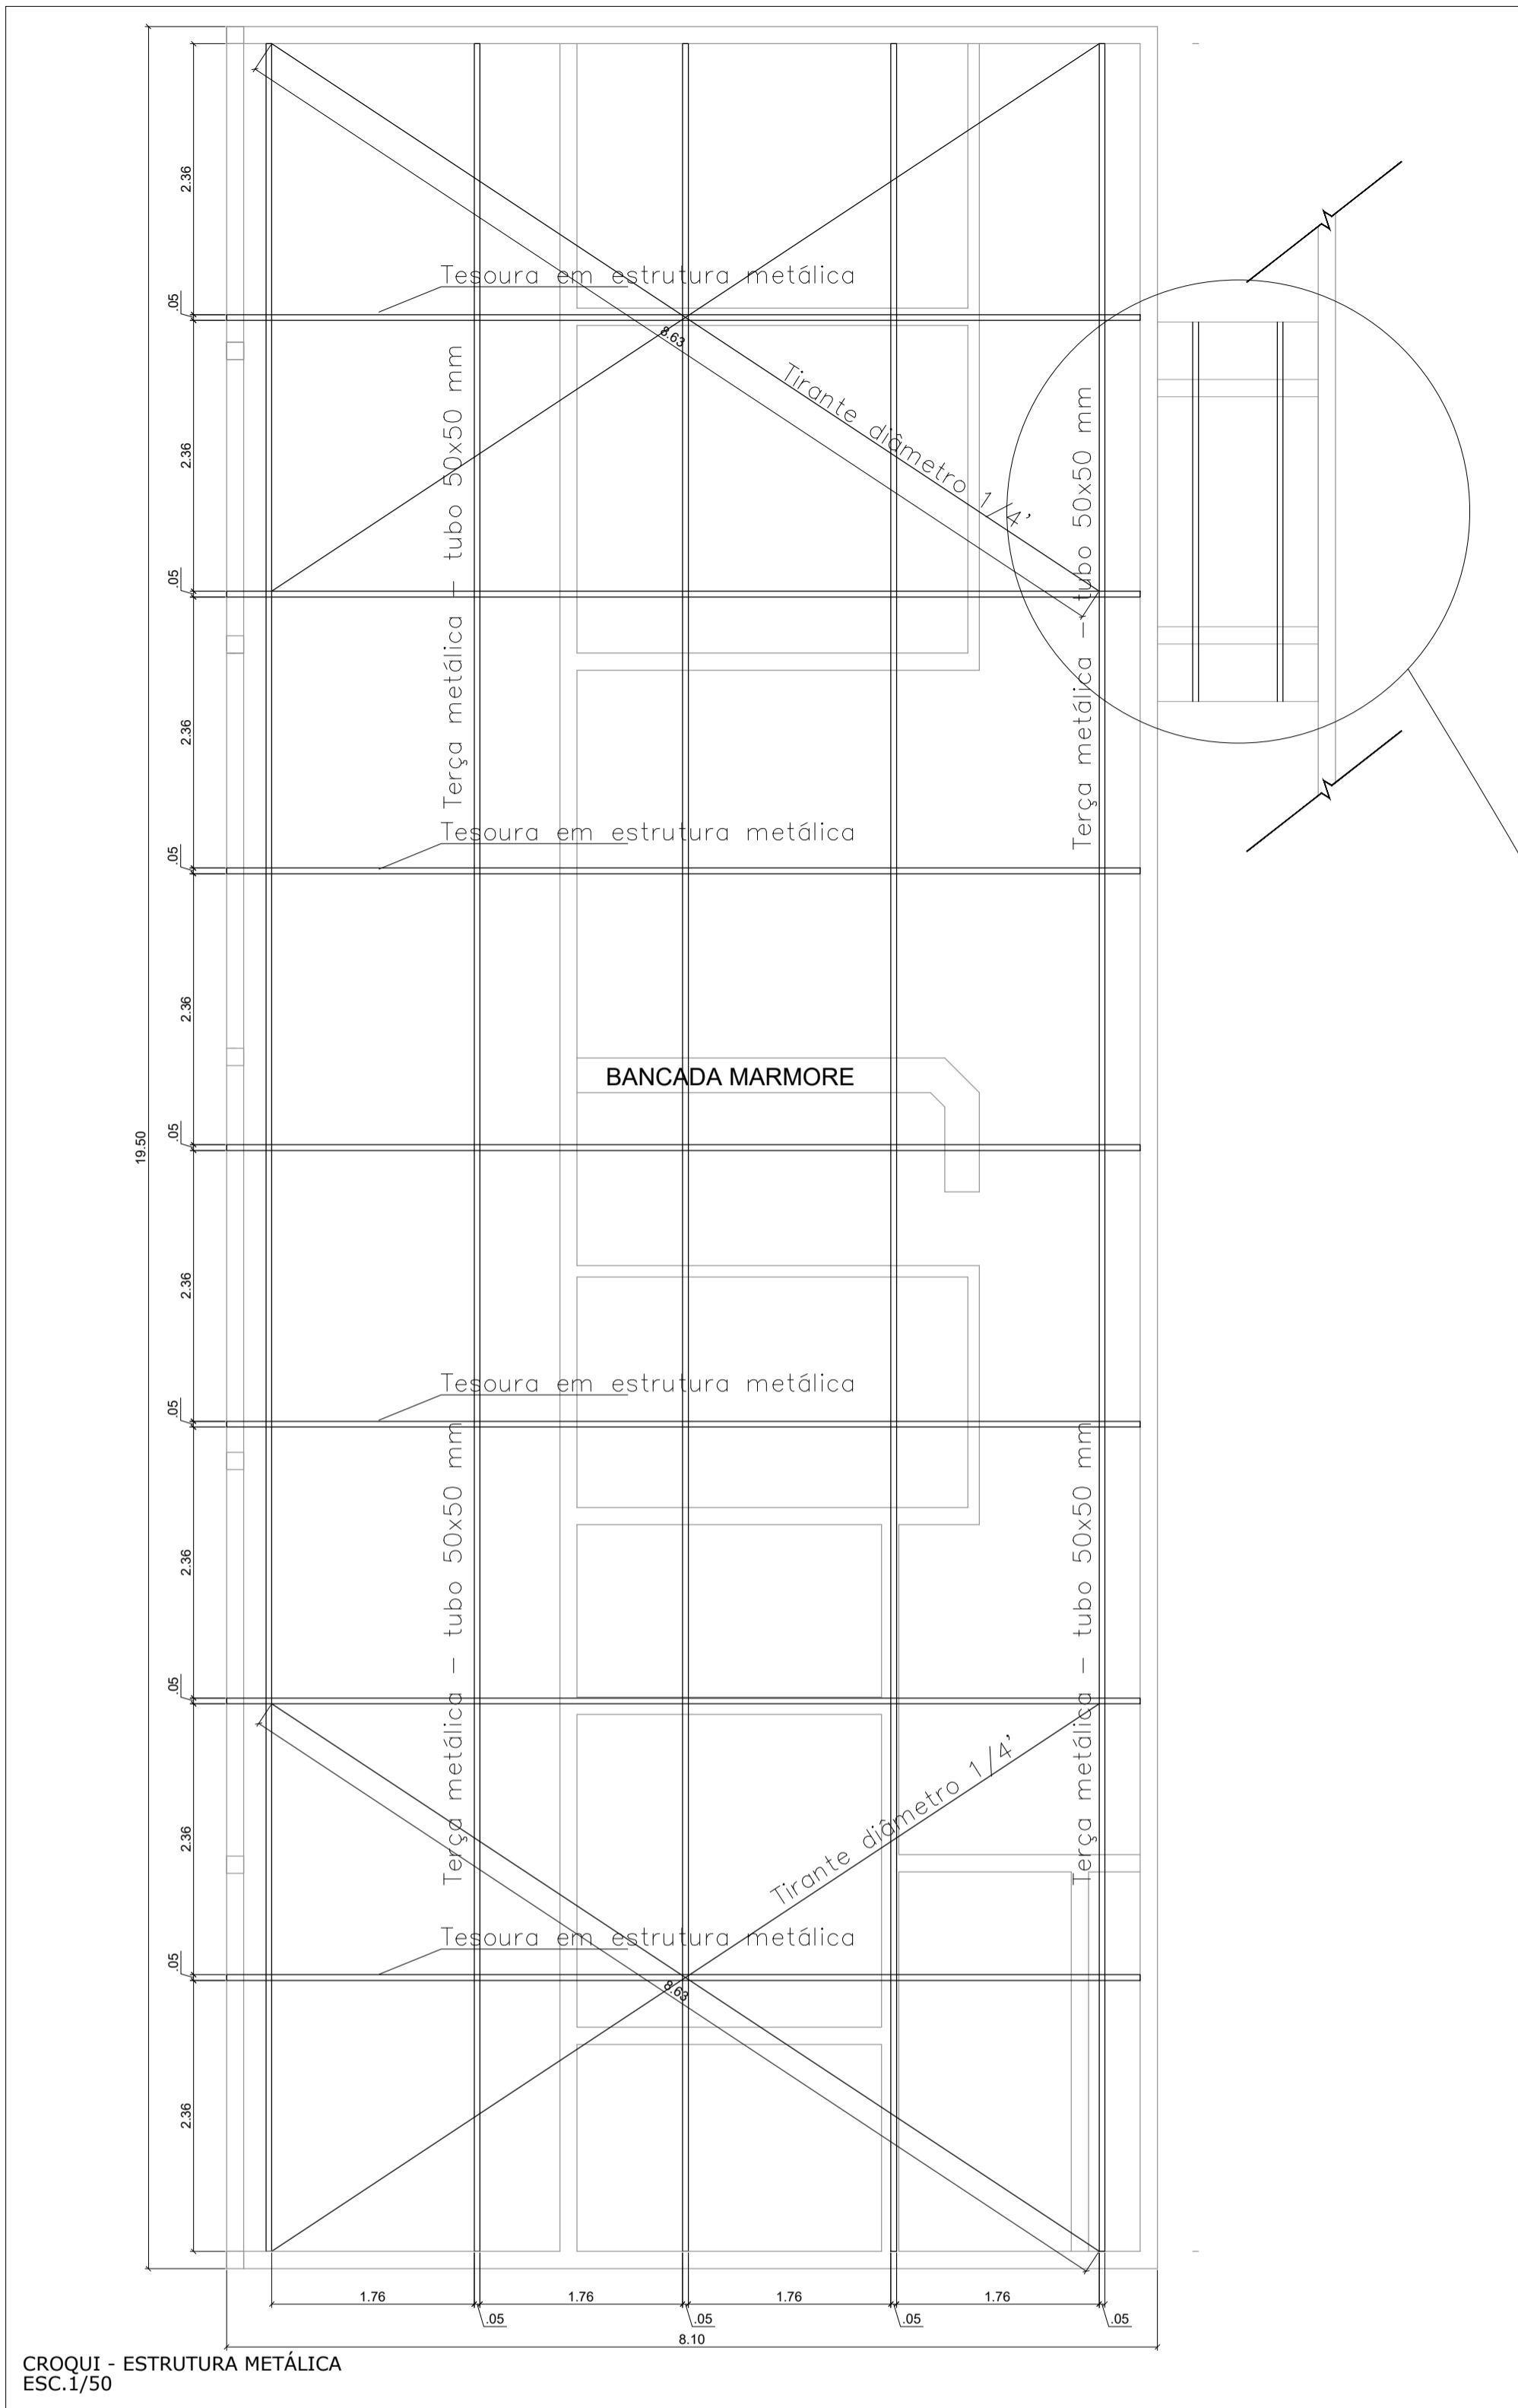 2.36
Tesoura em estrutura metálica
.05
8.63
Tirante diâmetro 1/4'
Terça metálica - tubo 50x50 mm
Terça metálica - tubo 50x50 mm
2.36
.05
2.36
Tesoura em estrutura metálica
.05
2.36
BANCADA MARMORE
.05
19.50
2.36
Tesoura em estrutura metálica
.05
Terça metálica - tubo 50x50 mm
Terça metálica - tubo 50x50 mm
2.36
.05
Tirante diâmetro 1/4'
2.36
Tesoura em estrutura metálica
.05
8.63
2.36
1.76
1.76
1.76
1.76
.05
.05
.05
.05
8.10
CROQUI - ESTRUTURA METÁLICA
ESC.1/50